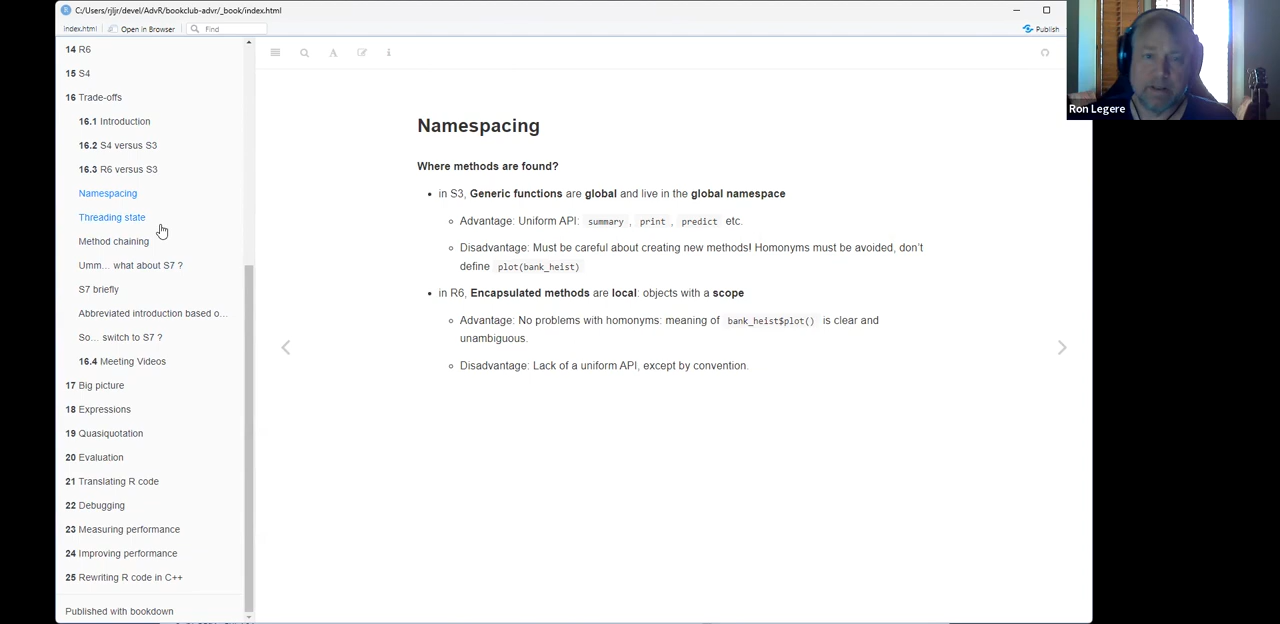 C:/Users/rjljr/devel/AdvR/bookclub-advr/_book/index.html
index.html
Open in Browser
Find
Publish
14 R6
15 S4
16 Trade-offs
16.1 Introduction
16.2 S4 versus S3
16.3 R6 versus S3
Namespacing
Threading state
Method chaining
Umm... what about S7 ?
S7 briefly
Abbreviated introduction based o...
So... switch to S7 ?
16.4 Meeting Videos
17 Big picture
18 Expressions
19 Quasiquotation
20 Evaluation
21 Translating R code
22 Debugging
23 Measuring performance
24 Improving performance
25 Rewriting R code in C++
Published with bookdown
Namespacing
Where methods are found?
in S3, Generic functions are global and live in the global namespace
Advantage: Uniform API: summary , print , predict etc.
Disadvantage: Must be careful about creating new methods! Homonyms must be avoided, don't
define plot(bank_heist)
in R6, Encapsulated methods are local: objects with a scope
Advantage: No problems with homonyms: meaning of bank_heist$plot() is clear and
unambiguous.
Disadvantage: Lack of a uniform API, except by convention.
Ron Legere